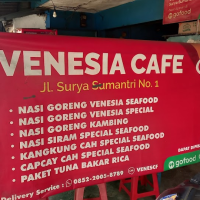 gofood
VENESIA CAFE
Jl. Surya Sumantri No. 1
• NASI GORENG VENESIA SEAFOOD
• NASI GORENG VENESIA SPECIAL
• NASI GORENG KAMBING
• NASI SIRAM SPECIAL SEAFOOD
• KANGKUNG CAH SPECIAL SEAFOOD
• CAPCAY CAH SPECIAL SEAFOOD
• PAKET TUNA BAKAR RICA
Delivery Service :
VENESCF
gofood